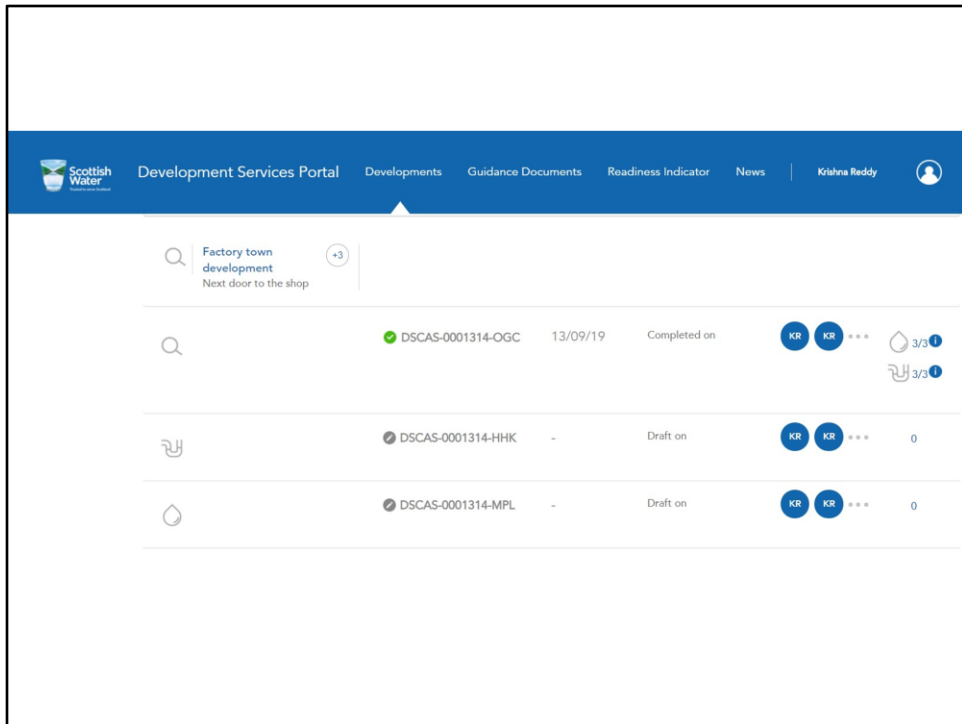 Scottish
Water
Development Services Portal Developments Guidance Documents Readiness Indicator News Krishna Reddy
Factory town
development
+3
Next door to the shop
DSCAS-0001314-OGC 13/09/19 Completed on KR KR 3/3 i
3/3 i
DSCAS-0001314-HHK - Draft on KR KR 0
DSCAS-0001314-MPL - Draft on KR KR 0